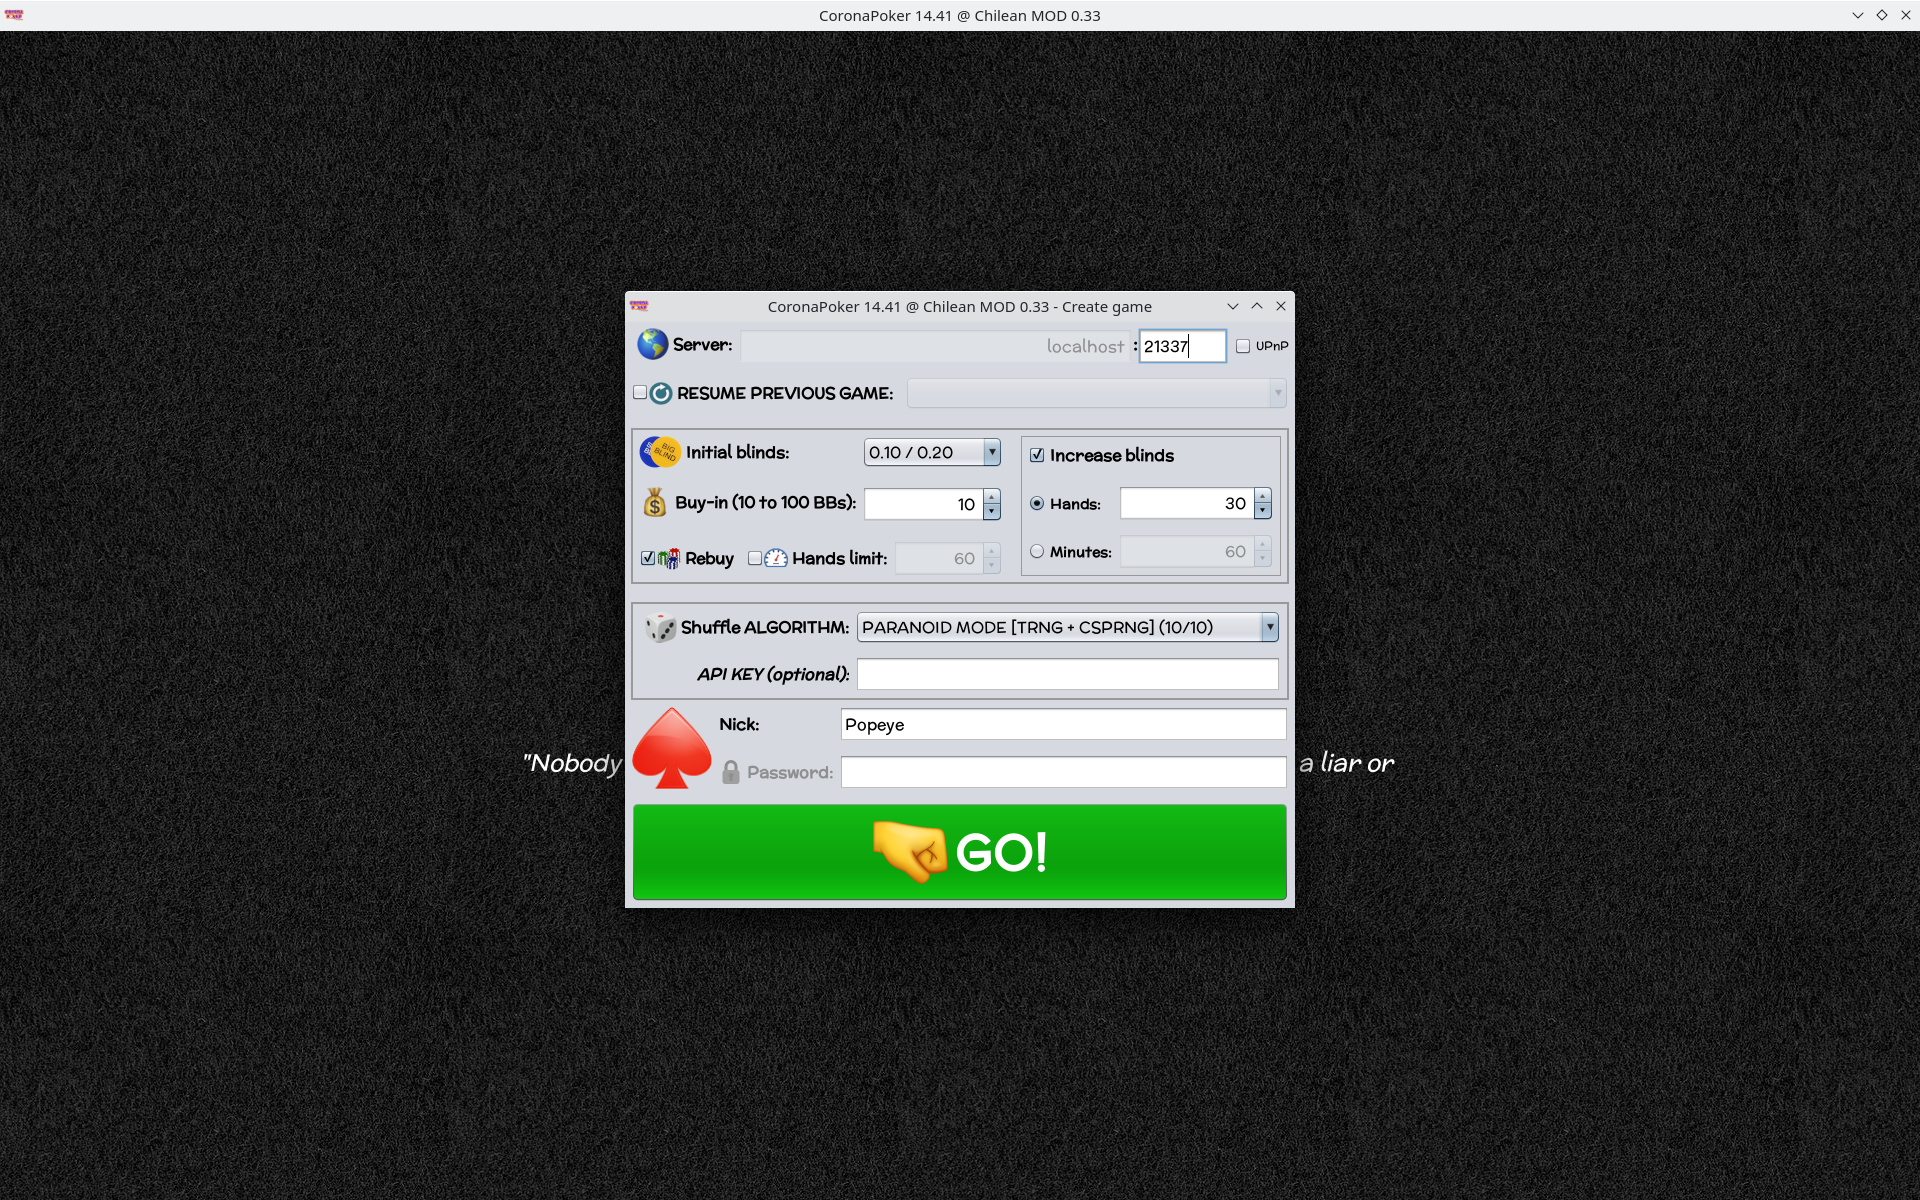 CoronaPoker 14.41 @ Chilean MOD 0.33
CoronaPoker 14.41 @ Chilean MOD 0.33 - Create game
Server: localhost : 21337 UPnP
RESUME PREVIOUS GAME:
BIG BLIND Initial blinds: 0.10 / 0.20
Increase blinds
Buy-in (10 to 100 BBs): 10
Hands: 30
Rebuy Hands limit: 60
Minutes: 60
Shuffle ALGORITHM: PARANOID MODE [TRNG + CSPRNG] (10/10)
API KEY (optional):
Nick: Popeye
"Nobody a liar or
Password:
GO!